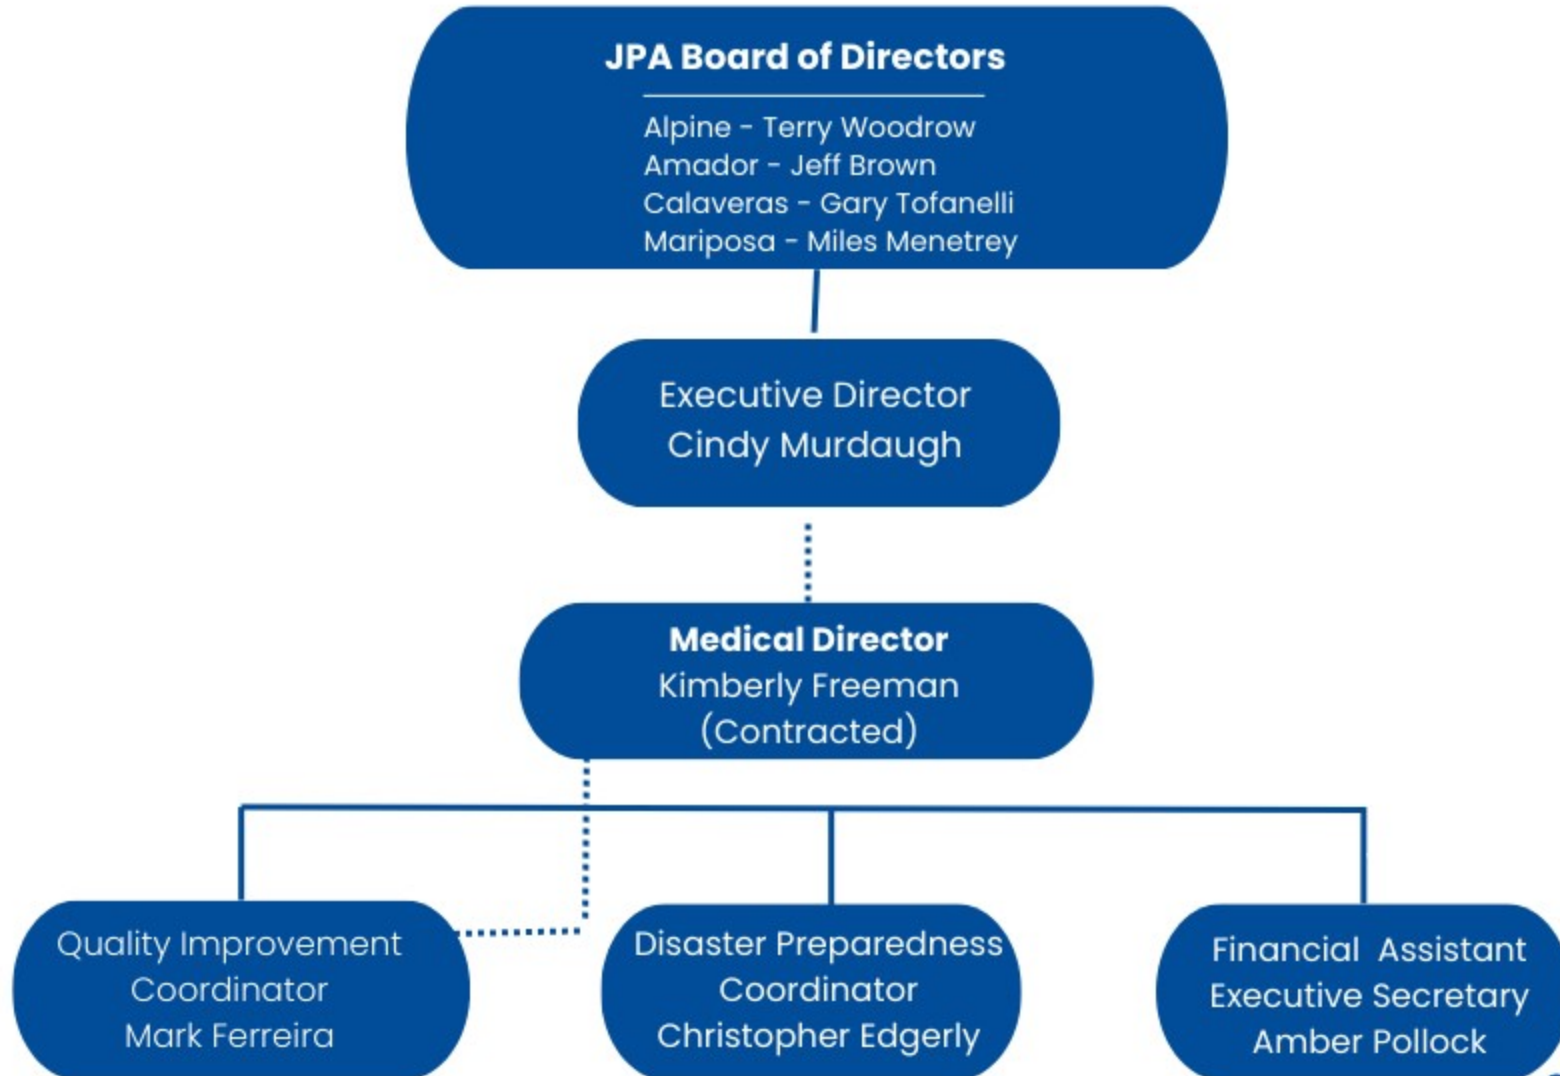 JPA Board of Directors
Alpine - Terry Woodrow
Amador - Jeff Brown
Calaveras - Gary Tofanelli
Mariposa - Miles Menetrey
Executive Director
Cindy Murdaugh
Medical Director
Kimberly Freeman
(Contracted)
Quality Improvement
Coordinator
Mark Ferreira
Disaster Preparedness
Coordinator
Christopher Edgerly
Financial Assistant
Executive Secretary
Amber Pollock